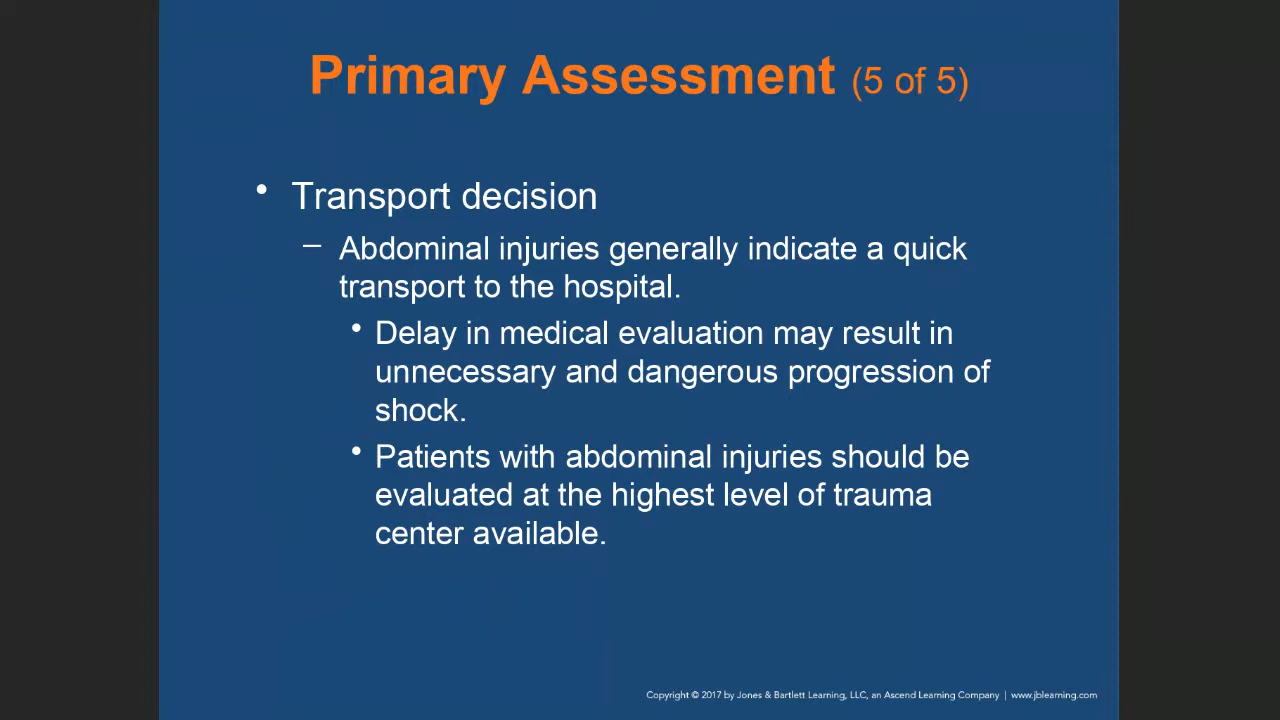 Primary Assessment (5 of 5)
• Transport decision
– Abdominal injuries generally indicate a quick
transport to the hospital.
• Delay in medical evaluation may result in
unnecessary and dangerous progression of
shock.
• Patients with abdominal injuries should be
evaluated at the highest level of trauma
center available.
Copyright © 2017 by Jones & Bartlett Learning, LLC, an Ascend Learning Company | www.jblearning.com